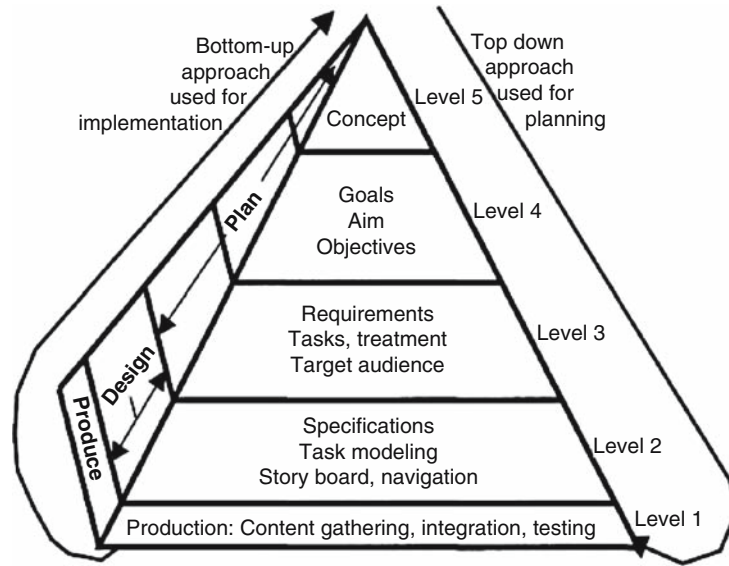 Bottom-up
approach
used for
implementation
Top down
approach
used for
planning
Level 5
Concept
Plan
Goals
Aim
Objectives
Level 4
Requirements
Tasks, treatment
Target audience
Level 3
Design
Produce
Specifications
Task modeling
Story board, navigation
Level 2
Production: Content gathering, integration, testing
Level 1